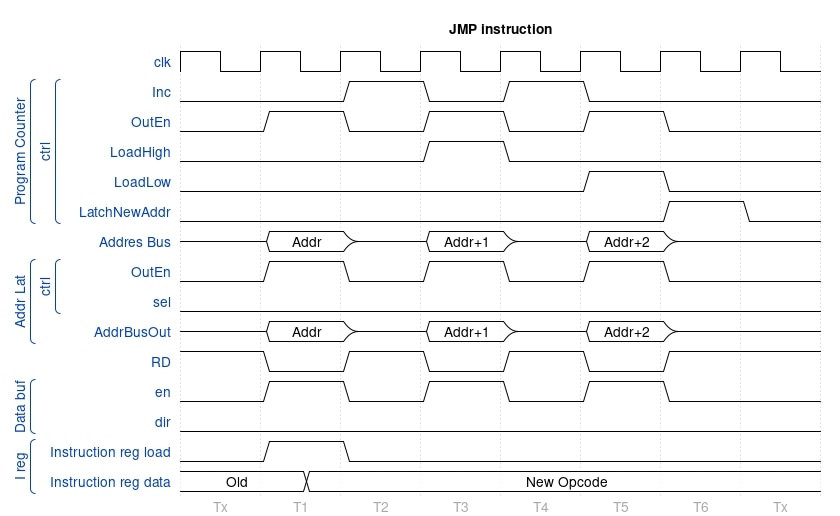 JMP instruction
clk
Inc
OutEn
LoadHigh
LoadLow
LatchNewAddr
Program Counter
ctrl
Addres Bus Addr Addr+1 Addr+2
OutEn
sel
AddrBusOut Addr Addr+1 Addr+2
Addr Lat
ctrl
RD
en
dir
Data buf
Instruction reg load
Instruction reg data Old New Opcode
I reg
Tx T1 T2 T3 T4 T5 T6 Tx